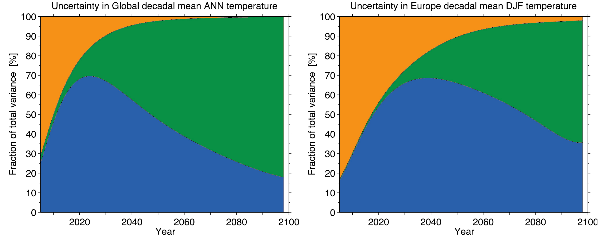 Uncertainty in Global decadal mean ANN temperature
Fraction of total variance [%]
100
90
80
70
60
50
40
30
20
10
0
2020 2040 2060 2080 2100
Year
Uncertainty in Europe decadal mean DJF temperature
Fraction of total variance [%]
100
90
80
70
60
50
40
30
20
10
0
2020 2040 2060 2080 2100
Year